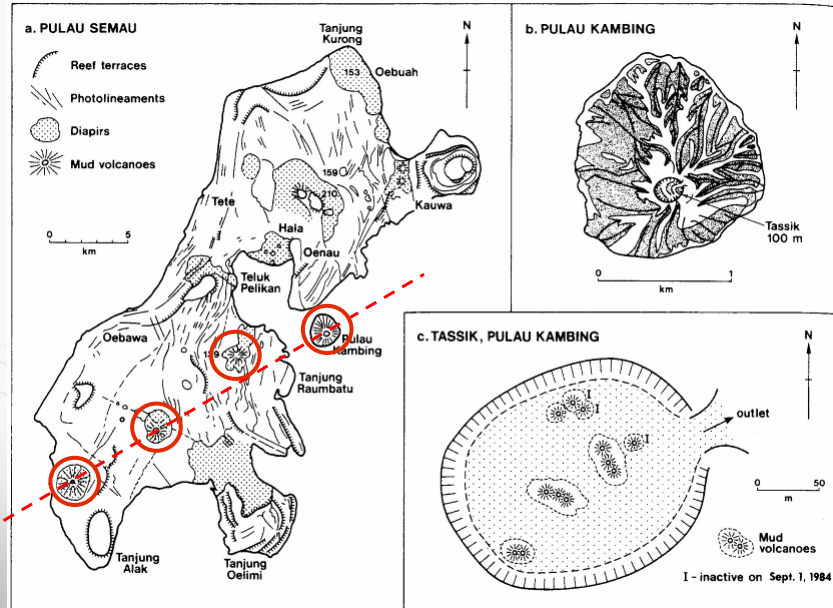 a. PULAU SEMAU
Reef terraces
Photolineaments
Diapirs
Mud volcanoes
0 5
km
N
Tanjung
Kurong
153
Oebuah
159
210
Kauwa
Tete
Hala
Oenau
Teluk
Pelikan
Oebawa
Pulau
Kambing
Tanjung
Raumbatu
Tanjung
Alak
Tanjung
Oelimi
b. PULAU KAMBING
N
Tassik
100 m
0 1
km
c. TASSIK, PULAU KAMBING
N
I
I
I
outlet
0 50
m
Mud
volcanoes
I - inactive on Sept. 1, 1984